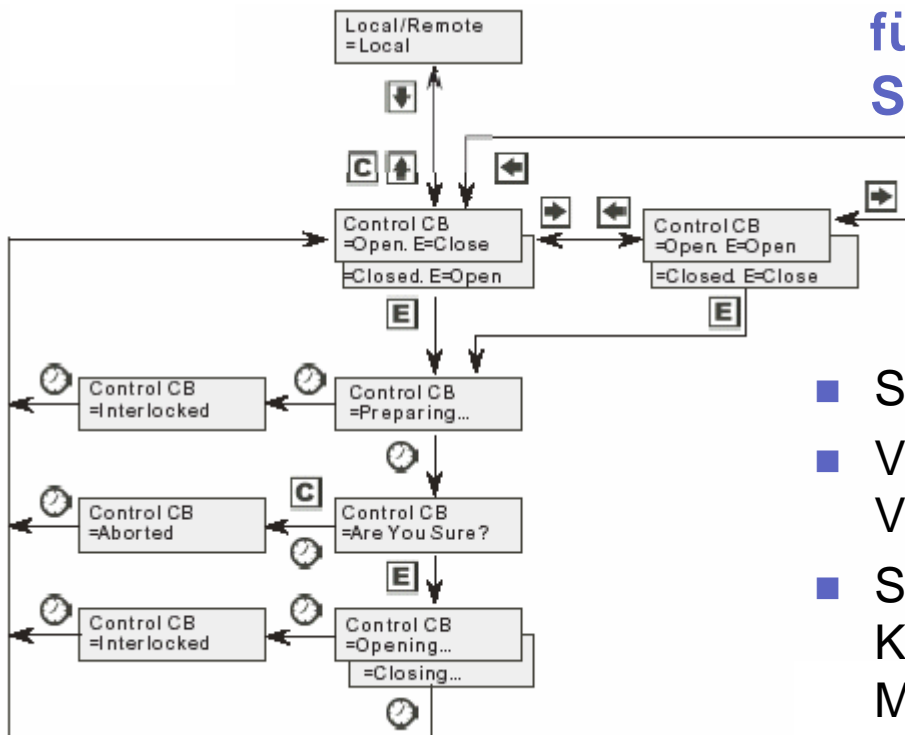 Local/Remote
=Local
C
Control CB
=Open. E=Close
=Closed. E=Open
Control CB
=Open. E=Open
=Closed. E=Close
E
E
Control CB
=Interlocked
Control CB
=Preparing...
C
Control CB
=Aborted
Control CB
=Are You Sure?
E
Control CB
=Interlocked
Control CB
=Opening...
=Closing...